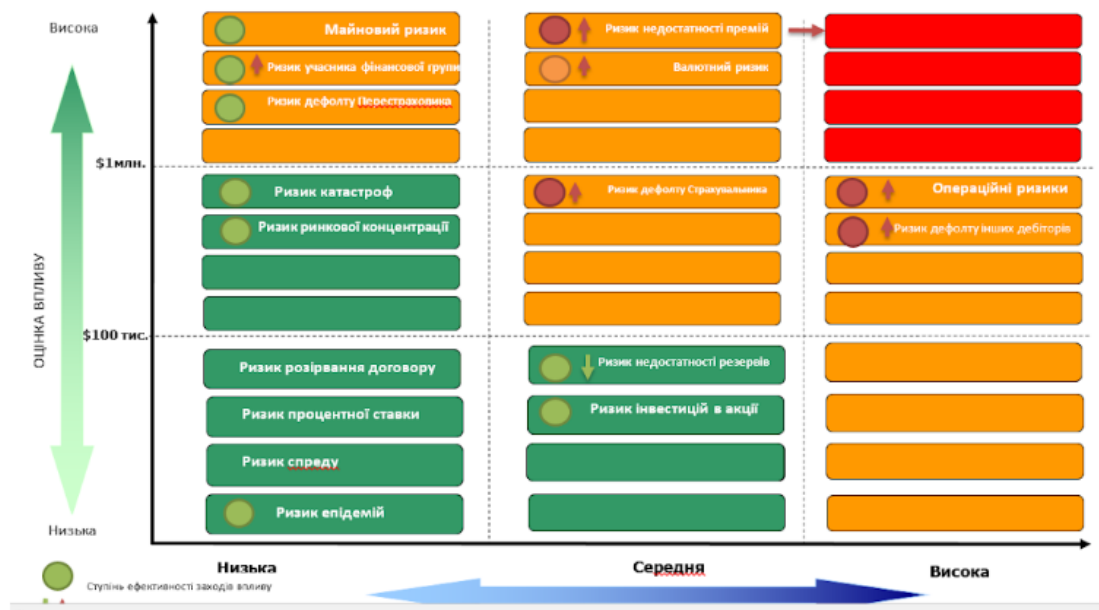 Висока
Майновий ризик
Ризик недостатності премій
Ризик учасника фінансової групи
Валютний ризик
Ризик дефолту Перестраховика
$1млн.
Ризик катастроф
Ризик дефолту Страхувальника
Операційні ризики
Ризик ринкової концентрації
Ризик дефолту інших дебіторів
ОЦІНКА ВПЛИВУ
$100 тис.
Ризик розірвання договору
Ризик недостатності резервів
Ризик процентної ставки
Ризик інвестицій в акції
Ризик спреду
Ризик епідемій
Низька
Низька
Середня
Висока
Ступінь ефективності заходів впливу